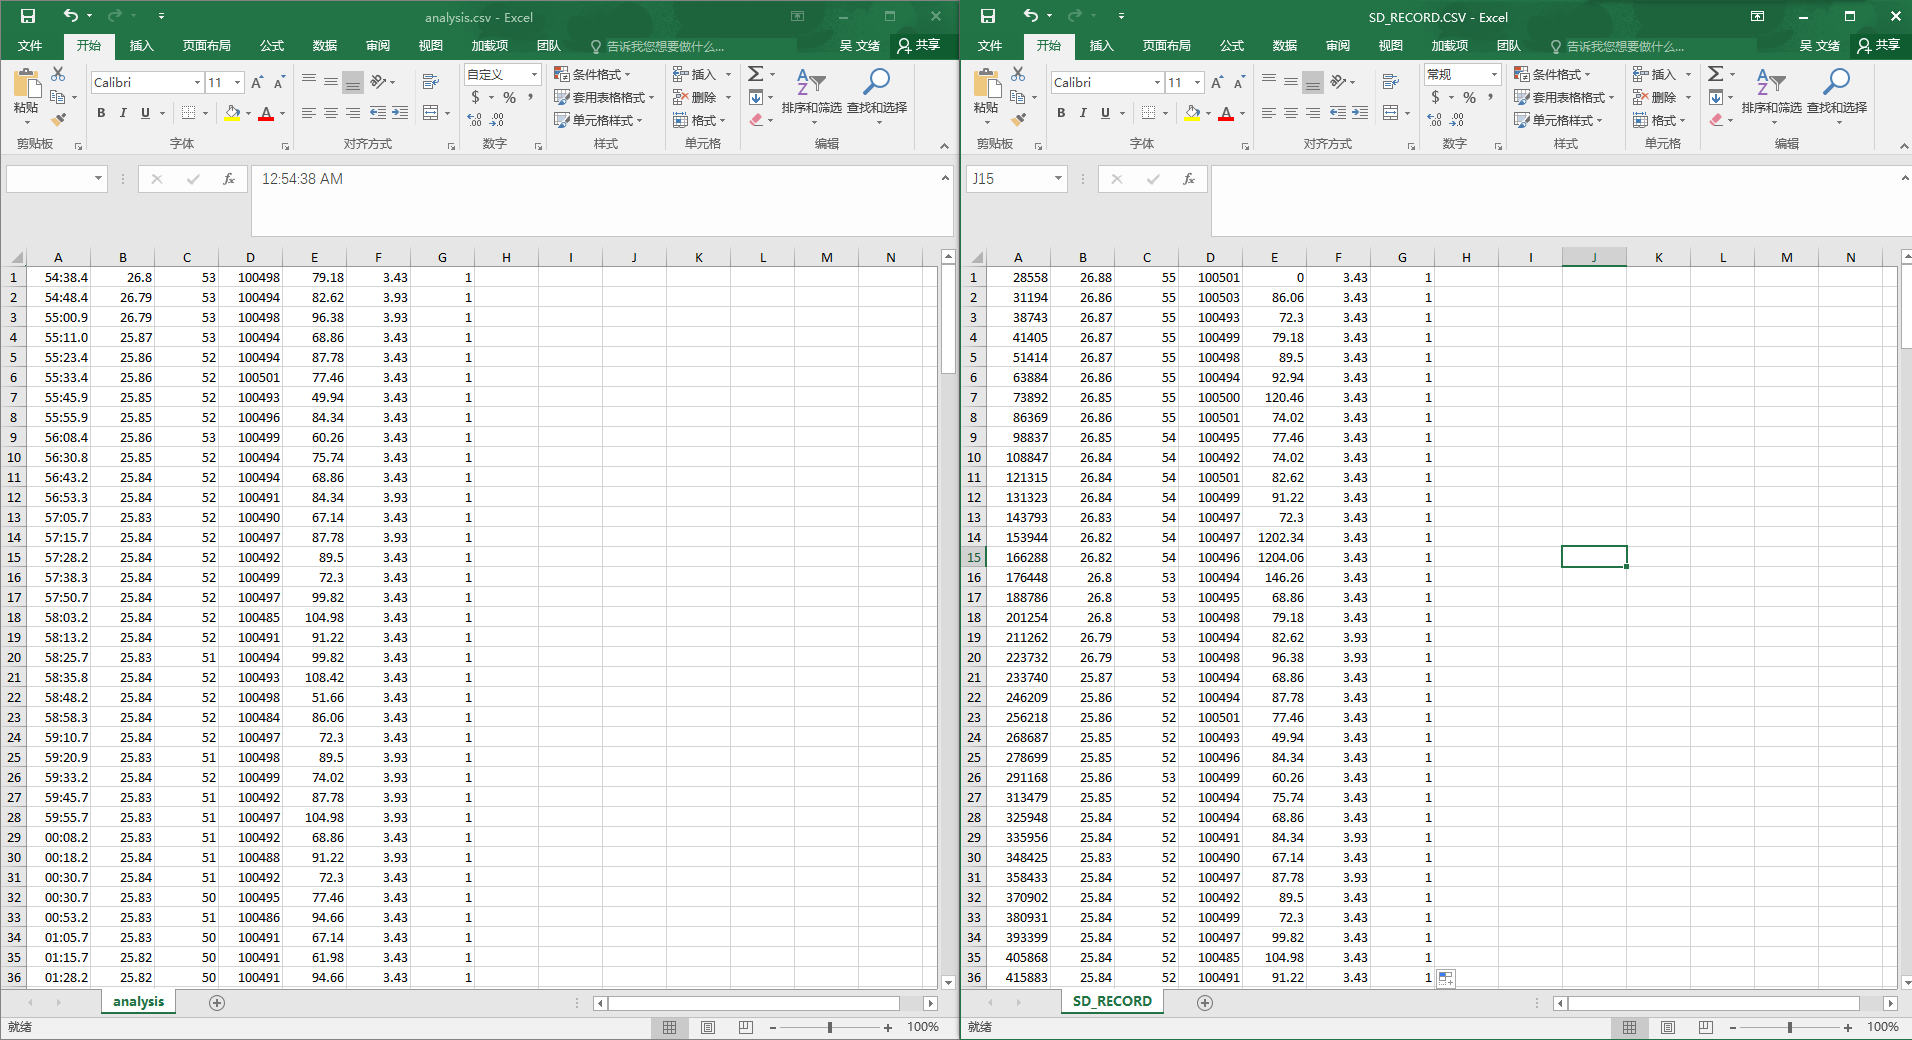 analysis.csv - Excel
文件 开始 插入 页面布局 公式 数据 审阅 视图 加载项 团队 告诉我您想要做什么... 吴 文绪 共享
粘贴 Calibri 11 自定义 条件格式 插入
B I U $ % , 套用表格格式 删除 排序和筛选 查找和选择
单元格样式 格式
剪贴板 字体 对齐方式 数字 样式 单元格 编辑
fx 12:54:38 AM
A B C D E F G H I J K L M N
1 54:38.4 26.8 53 100498 79.18 3.43 1
2 54:48.4 26.79 53 100494 82.62 3.93 1
3 55:00.9 26.79 53 100498 96.38 3.93 1
4 55:11.0 25.87 53 100494 68.86 3.43 1
5 55:23.4 25.86 52 100494 87.78 3.43 1
6 55:33.4 25.86 52 100501 77.46 3.43 1
7 55:45.9 25.85 52 100493 49.94 3.43 1
8 55:55.9 25.85 52 100496 84.34 3.43 1
9 56:08.4 25.86 53 100499 60.26 3.43 1
10 56:30.8 25.85 52 100494 75.74 3.43 1
11 56:43.2 25.84 52 100494 68.86 3.43 1
12 56:53.3 25.84 52 100491 84.34 3.93 1
13 57:05.7 25.83 52 100490 67.14 3.43 1
14 57:15.7 25.84 52 100497 87.78 3.93 1
15 57:28.2 25.84 52 100492 89.5 3.43 1
16 57:38.3 25.84 52 100499 72.3 3.43 1
17 57:50.7 25.84 52 100497 99.82 3.43 1
18 58:03.2 25.84 52 100485 104.98 3.43 1
19 58:13.2 25.84 52 100491 91.22 3.43 1
20 58:25.7 25.83 51 100494 99.82 3.43 1
21 58:35.8 25.84 52 100493 108.42 3.43 1
22 58:48.2 25.84 52 100498 51.66 3.43 1
23 58:58.3 25.84 52 100484 86.06 3.43 1
24 59:10.7 25.84 52 100497 72.3 3.43 1
25 59:20.9 25.83 51 100498 89.5 3.93 1
26 59:33.2 25.84 52 100499 74.02 3.93 1
27 59:45.7 25.83 51 100492 87.78 3.93 1
28 59:55.7 25.83 51 100497 104.98 3.93 1
29 00:08.2 25.83 51 100492 68.86 3.43 1
30 00:18.2 25.84 51 100488 91.22 3.93 1
31 00:30.7 25.84 51 100492 72.3 3.43 1
32 00:30.7 25.83 50 100495 77.46 3.43 1
33 00:53.2 25.83 51 100486 94.66 3.43 1
34 01:05.7 25.83 50 100491 67.14 3.43 1
35 01:15.7 25.82 50 100491 61.98 3.43 1
36 01:28.2 25.82 50 100491 94.66 3.43 1
analysis
就绪 100%
SD_RECORD.CSV - Excel
文件 开始 插入 页面布局 公式 数据 审阅 视图 加载项 团队 告诉我您想要做什么... 吴 文绪 共享
粘贴 Calibri 11 常规 条件格式 插入
B I U $ % , 套用表格格式 删除 排序和筛选 查找和选择
单元格样式 格式
剪贴板 字体 对齐方式 数字 样式 单元格 编辑
J15 fx
A B C D E F G H I J K L M N
1 28558 26.88 55 100501 0 3.43 1
2 31194 26.86 55 100503 86.06 3.43 1
3 38743 26.87 55 100493 72.3 3.43 1
4 41405 26.87 55 100499 79.18 3.43 1
5 51414 26.87 55 100498 89.5 3.43 1
6 63884 26.86 55 100494 92.94 3.43 1
7 73892 26.85 55 100500 120.46 3.43 1
8 86369 26.86 55 100501 74.02 3.43 1
9 98837 26.85 54 100495 77.46 3.43 1
10 108847 26.84 54 100492 74.02 3.43 1
11 121315 26.84 54 100501 82.62 3.43 1
12 131323 26.84 54 100499 91.22 3.43 1
13 143793 26.83 54 100497 72.3 3.43 1
14 153944 26.82 54 100497 1202.34 3.43 1
15 166288 26.82 54 100496 1204.06 3.43 1
16 176448 26.8 53 100494 146.26 3.43 1
17 188786 26.8 53 100495 68.86 3.43 1
18 201254 26.8 53 100498 79.18 3.43 1
19 211262 26.79 53 100494 82.62 3.93 1
20 223732 26.79 53 100498 96.38 3.93 1
21 233740 25.87 53 100494 68.86 3.43 1
22 246209 25.86 52 100494 87.78 3.43 1
23 256218 25.86 52 100501 77.46 3.43 1
24 268687 25.85 52 100493 49.94 3.43 1
25 278699 25.85 52 100496 84.34 3.43 1
26 291168 25.86 53 100499 60.26 3.43 1
27 313479 25.85 52 100494 75.74 3.43 1
28 325948 25.84 52 100494 68.86 3.43 1
29 335956 25.84 52 100491 84.34 3.93 1
30 348425 25.83 52 100490 67.14 3.43 1
31 358433 25.84 52 100497 87.78 3.93 1
32 370902 25.84 52 100492 89.5 3.43 1
33 380931 25.84 52 100499 72.3 3.43 1
34 393399 25.84 52 100497 99.82 3.43 1
35 405868 25.84 52 100485 104.98 3.43 1
36 415883 25.84 52 100491 91.22 3.43 1
SD_RECORD
就绪 100%